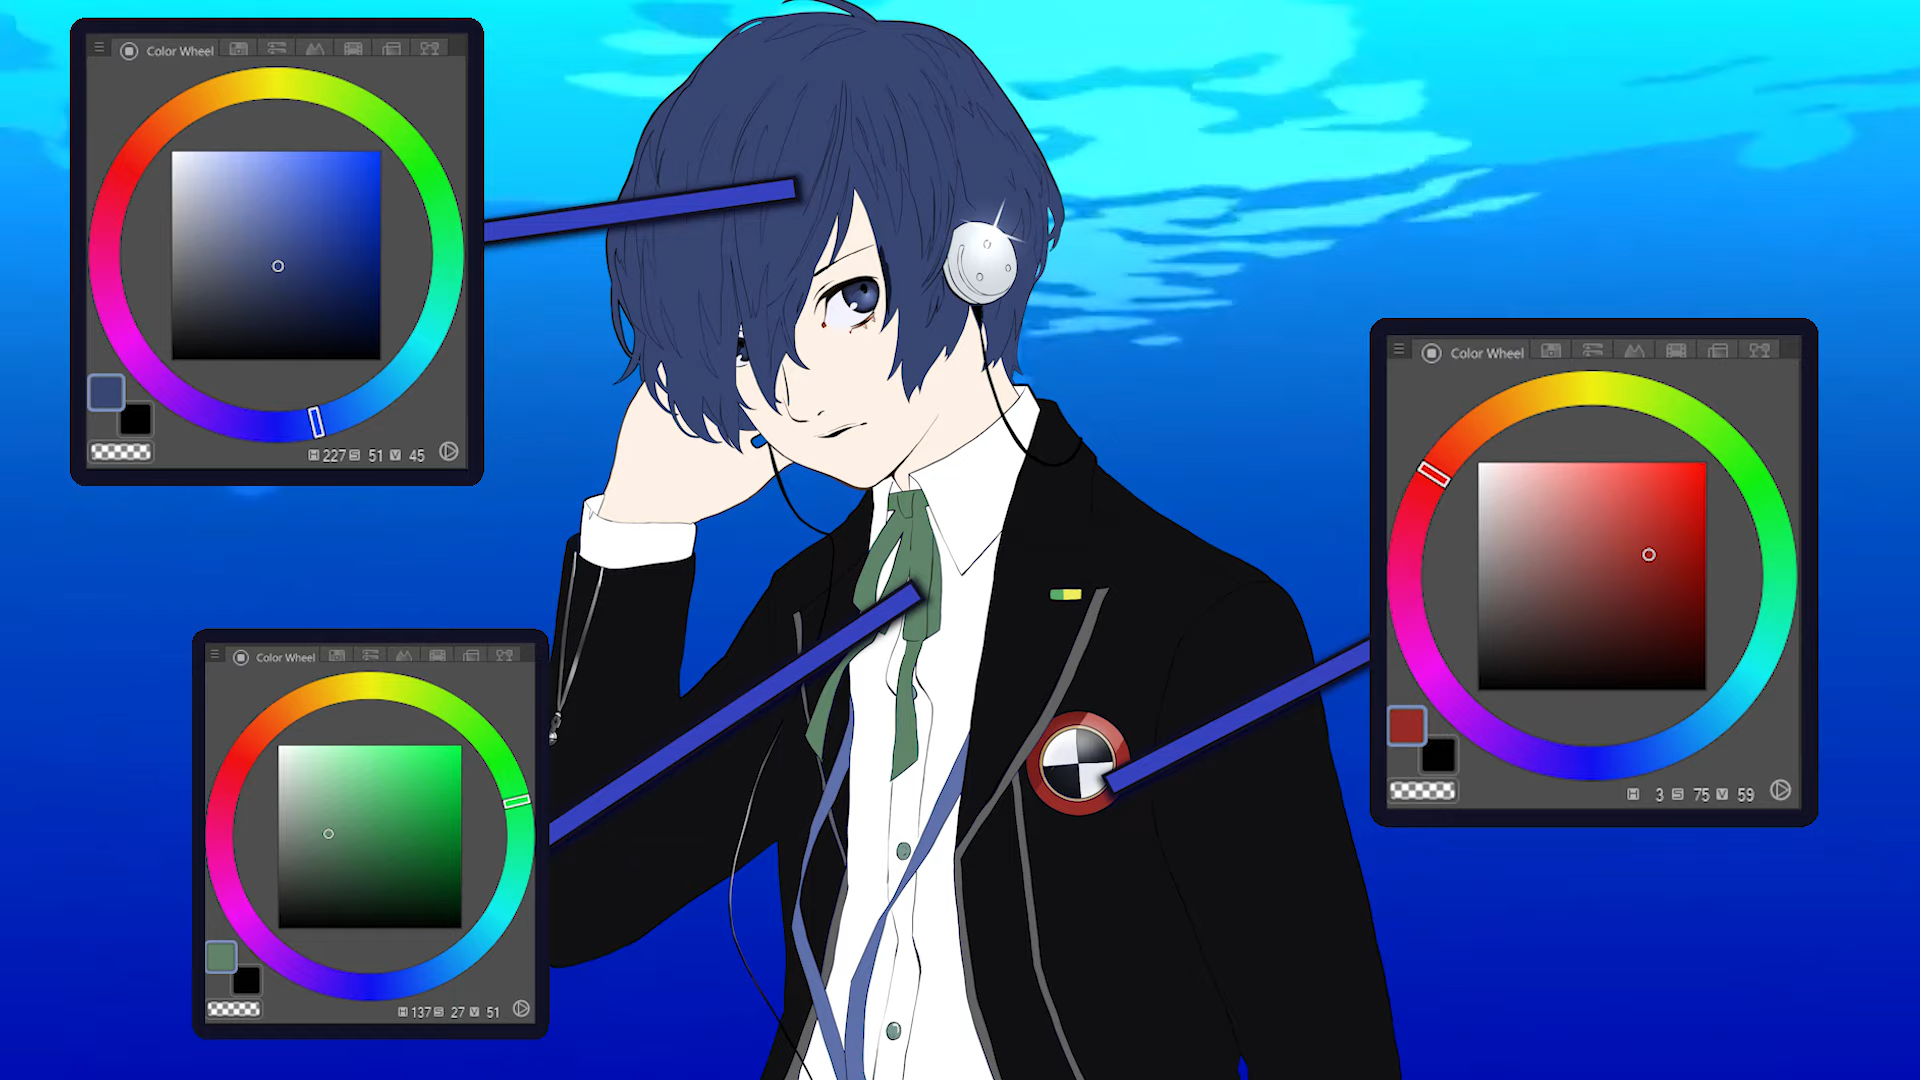 Color Wheel
H 227 S 51 V 45
Color Wheel
H 3 S 75 V 59
Color Wheel
H 137 S 27 V 51